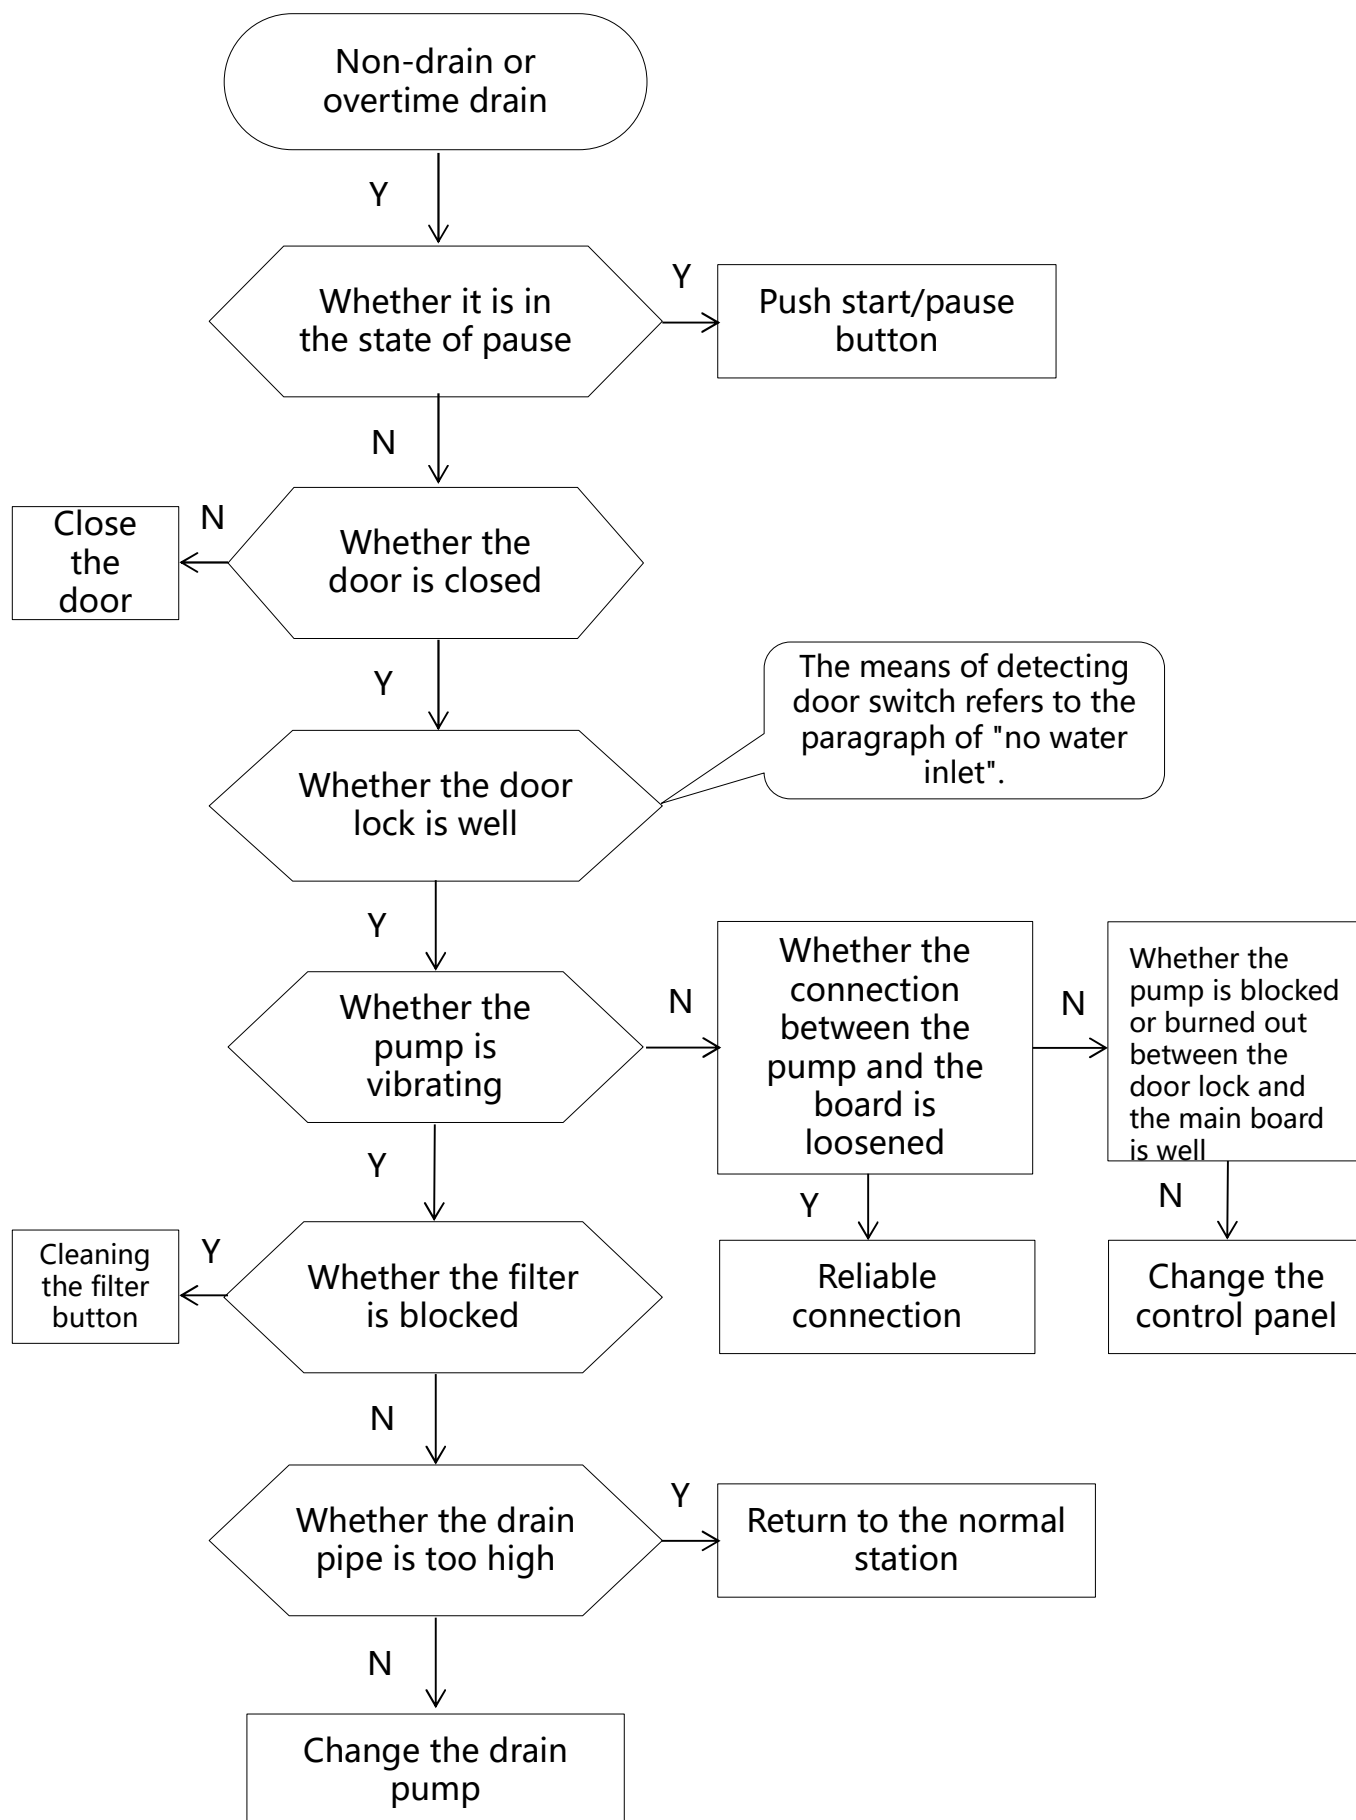 Non-drain or
overtime drain
Y
Whether it is in
the state of pause
Y
Push start/pause
button
N
Close
the
door
N
Whether the
door is closed
Y
The means of detecting
door switch refers to the
paragraph of "no water
inlet".
Whether the door
lock is well
Y
Whether the
pump is
vibrating
N
Whether the
connection
between the
pump and the
board is
loosened
N
Whether the
pump is blocked
or burned out
between the
door lock and
the main board
is well
Y
Y
N
Cleaning
the filter
button
Y
Whether the filter
is blocked
Reliable
connection
Change the
control panel
N
Whether the drain
pipe is too high
Y
Return to the normal
station
N
Change the drain
pump